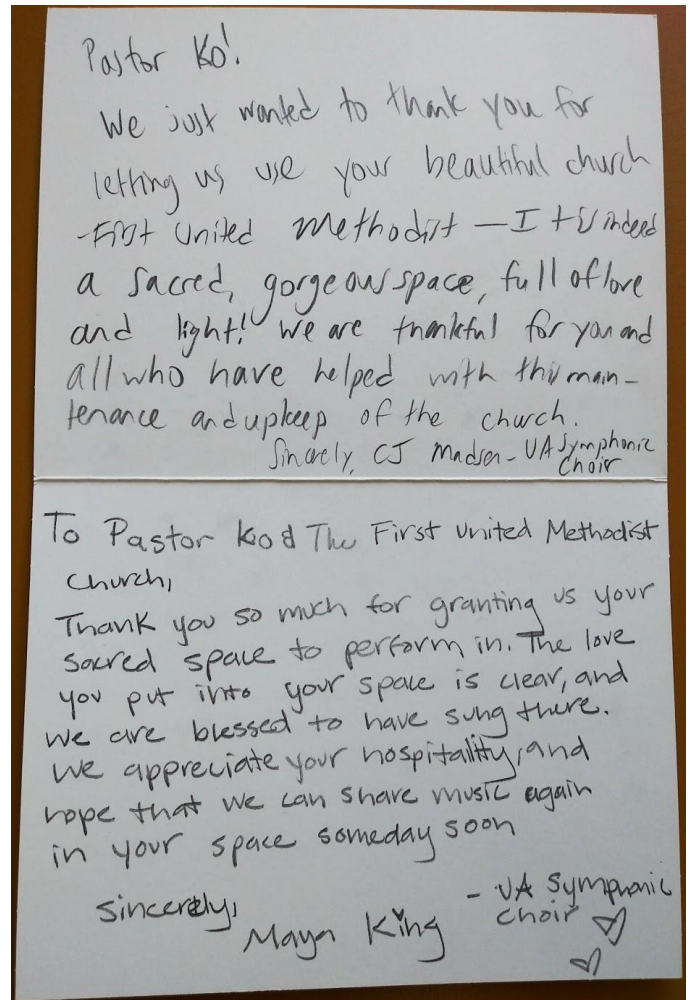 Pastor Ko!
We just wanted to thank you for
letting us use your beautiful church
-First United Methodist — It is indeed
a sacred, gorgeous space, full of love
and light! We are thankful for you and
all who have helped with this main-
tenance and upkeep of the church.
Sincerely, CJ Madsen - UA Symphonic
Choir
To Pastor Ko & The First United Methodist
Church,
Thank you so much for granting us your
sacred space to perform in. The love
you put into your space is clear, and
we are blessed to have sung there.
We appreciate your hospitality, and
hope that we can share music again
in your space someday soon
Sincerely,
Maya King
- UA Symphonic
Choir ♡
♡